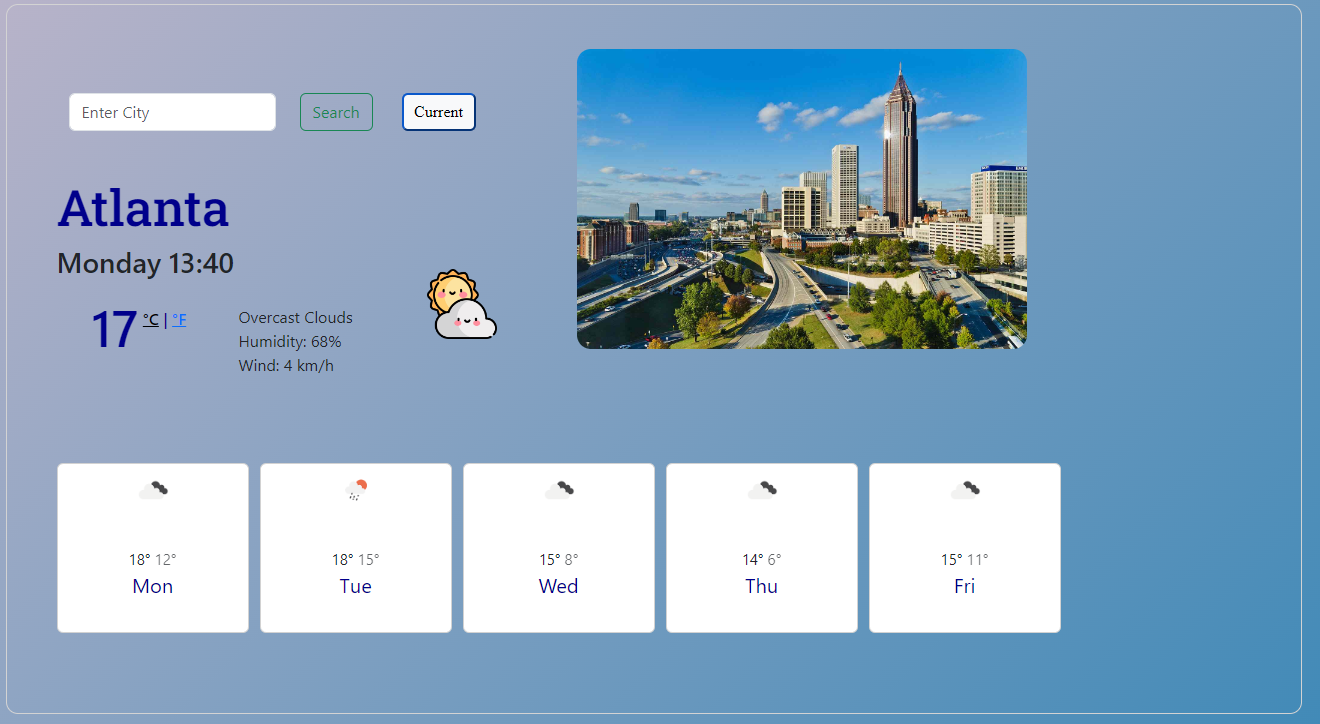 Enter City Search Current
Atlanta
Monday 13:40
17 °C | °F
Overcast Clouds
Humidity: 68%
Wind: 4 km/h
18° 12° 18° 15° 15° 8° 14° 6° 15° 11°
Mon Tue Wed Thu Fri